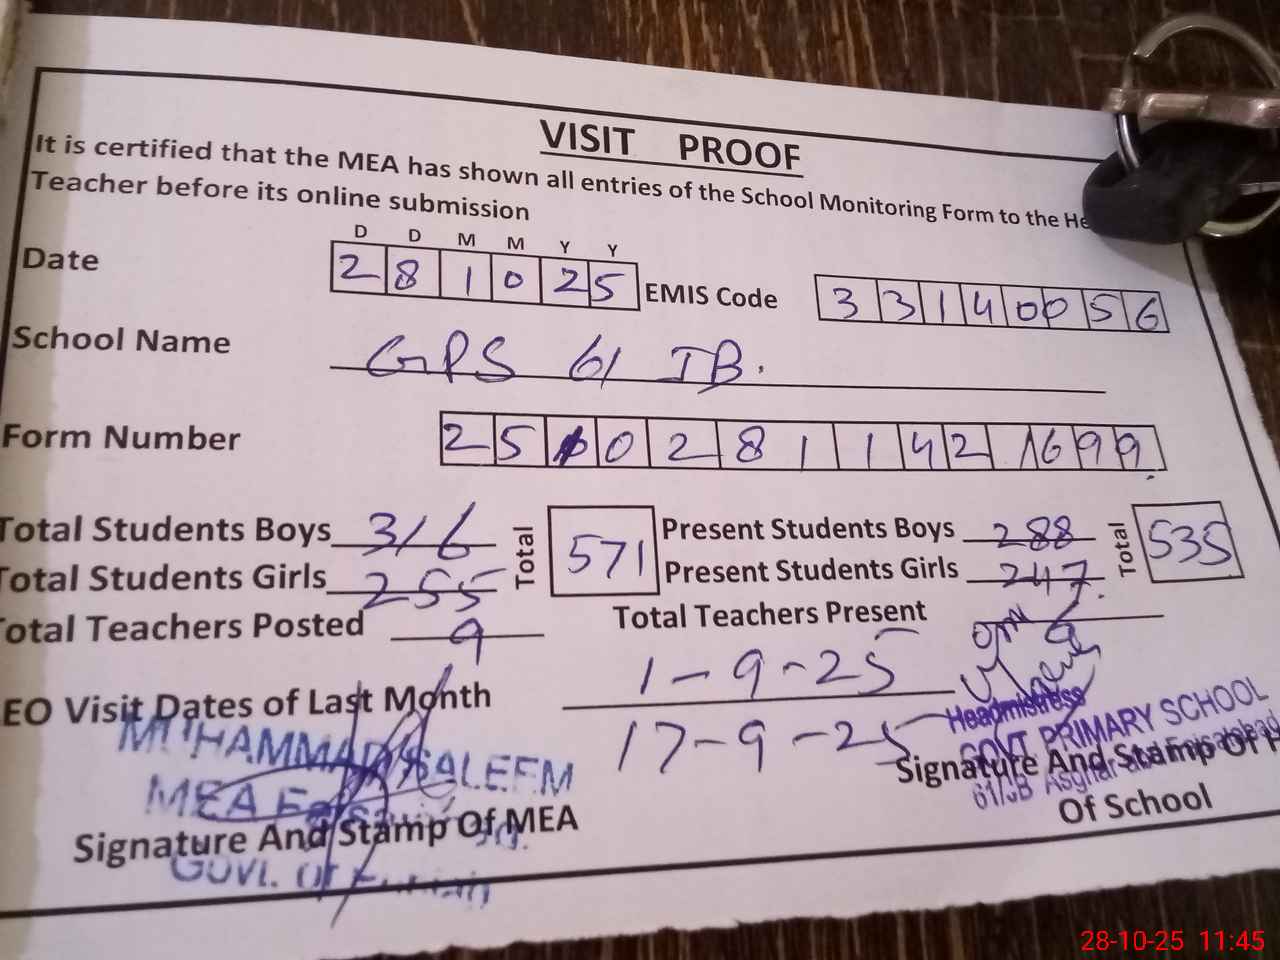 VISIT PROOF
It is certified that the MEA has shown all entries of the School Monitoring Form to the He
Teacher before its online submission
D D M M Y Y
Date 2 8 1 0 2 5 EMIS Code 3 3 1 4 0 0 5 6
School Name GPS 61 JB.
Form Number 2 5 1 0 2 8 1 1 4 2 1 6 9 9
Total Students Boys 316 Total 571 Present Students Boys 288 Total 535
Total Students Girls 255 Present Students Girls 247
Total Teachers Posted 9 Total Teachers Present
1-9-25
EO Visit Dates of Last Month
17-9-25
Headmistress
GOVT. PRIMARY SCHOOL
61/JB
MUHAMMAD SALEEM
MEA
Signature And Stamp Of MEA
GOVT. Of
Signature And Stamp Of H
Of School
28-10-25 11:45